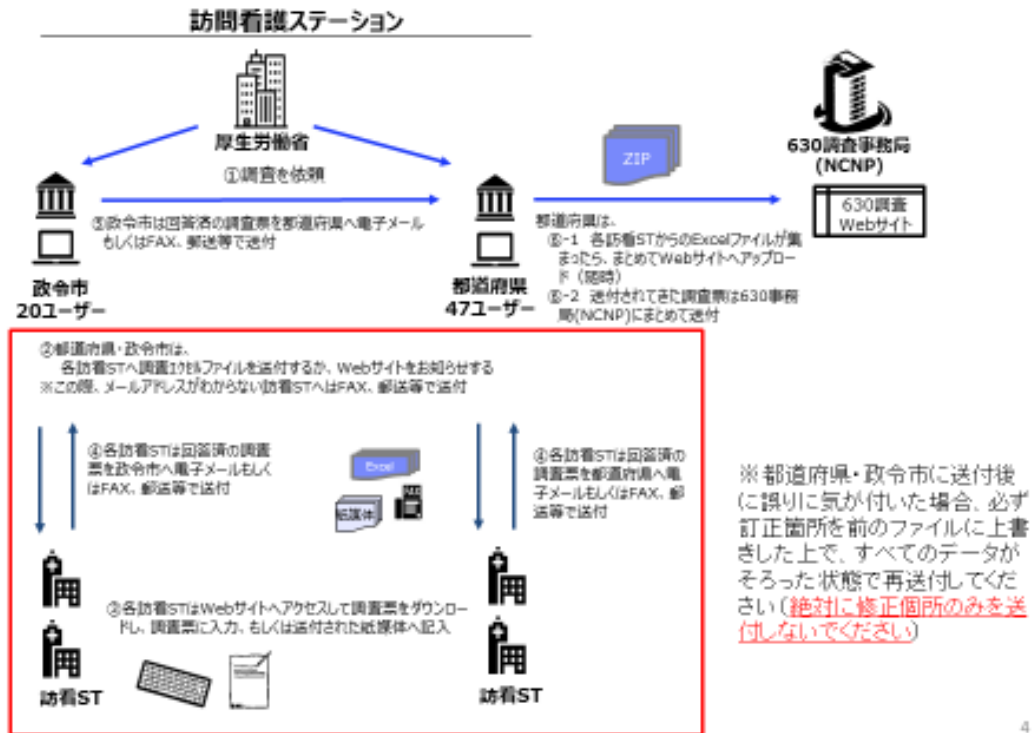 訪問看護ステーション
厚生労働省
①調査を依頼
ZIP
630調査事務局
(NCNP)
630調査
Webサイト
⑤政令市は回答済の調査票を都道府県へ電子メール
もしくはFAX、郵送等で送付
政令市
20ユーザー
都道府県
47ユーザー
都道府県は、
⑥-1 各訪看STからのExcelファイルが集
まったら、まとめてWebサイトへアップロー
ド（随時）
⑥-2 送付されてきた調査票は630事務
局(NCNP)にまとめて送付
②都道府県・政令市は、
各訪看STへ調査エクセルファイルを送付するか、Webサイトをお知らせする
※この際、メールアドレスがわからない訪看STへはFAX、郵送等で送付
④各訪看STは回答済の調査
票を政令市へ電子メールもしく
はFAX、郵送等で送付
Excel
紙媒体
FAX
④各訪看STは回答済の
調査票を都道府県へ電
子メールもしくはFAX、郵
送等で送付
③各訪看STはWebサイトへアクセスして調査票をダウンロー
ドし、調査票に入力、もしくは送付された紙媒体へ記入
訪看ST
訪看ST
※都道府県・政令市に送付後
に誤りに気が付いた場合、必ず
訂正箇所を前のファイルに上書
きした上で、すべてのデータが
そろった状態で再送付してくだ
さい（絶対に修正個所のみを送
付しないでください）
4